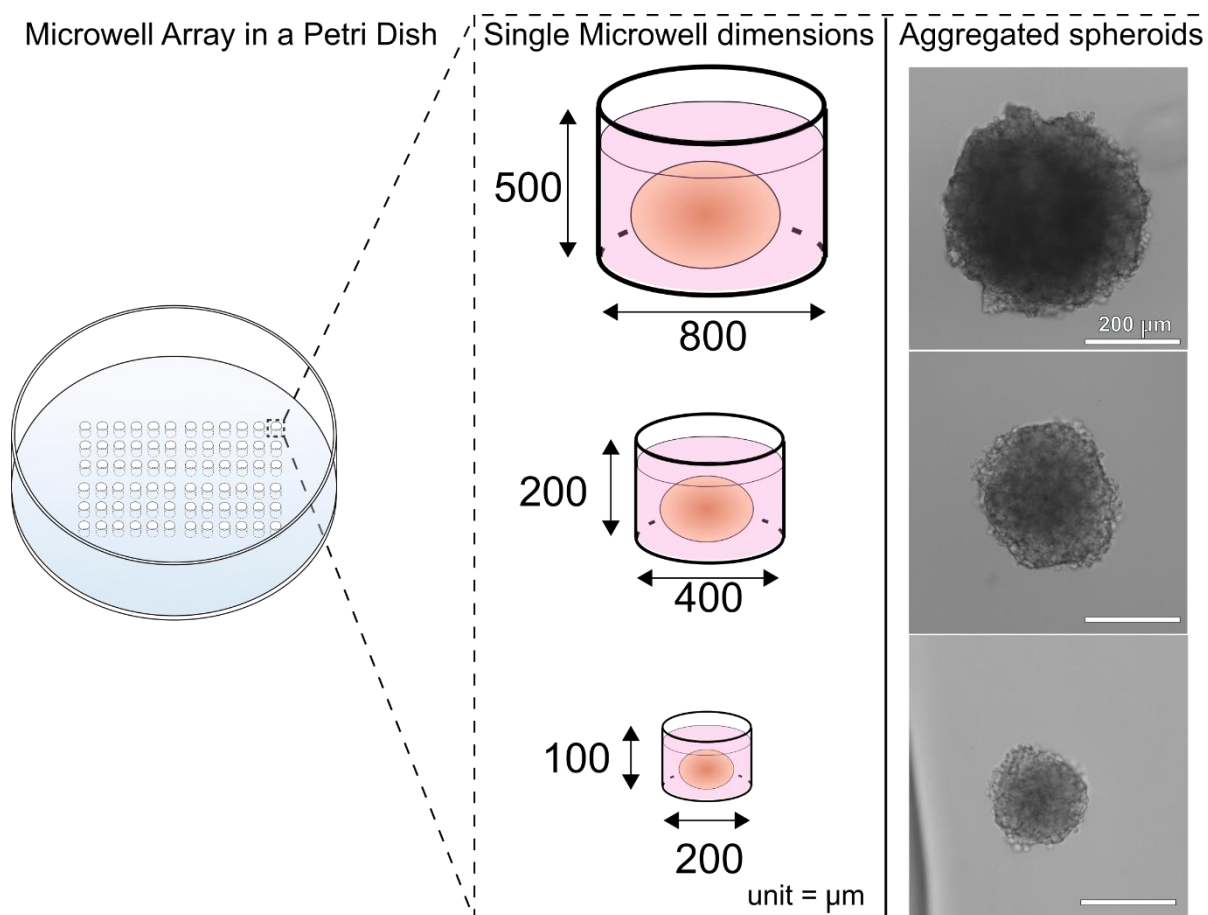 Microwell Array in a Petri Dish
Single Microwell dimensions
Aggregated spheroids
500
800
200 µm
200
400
100
200
unit = µm